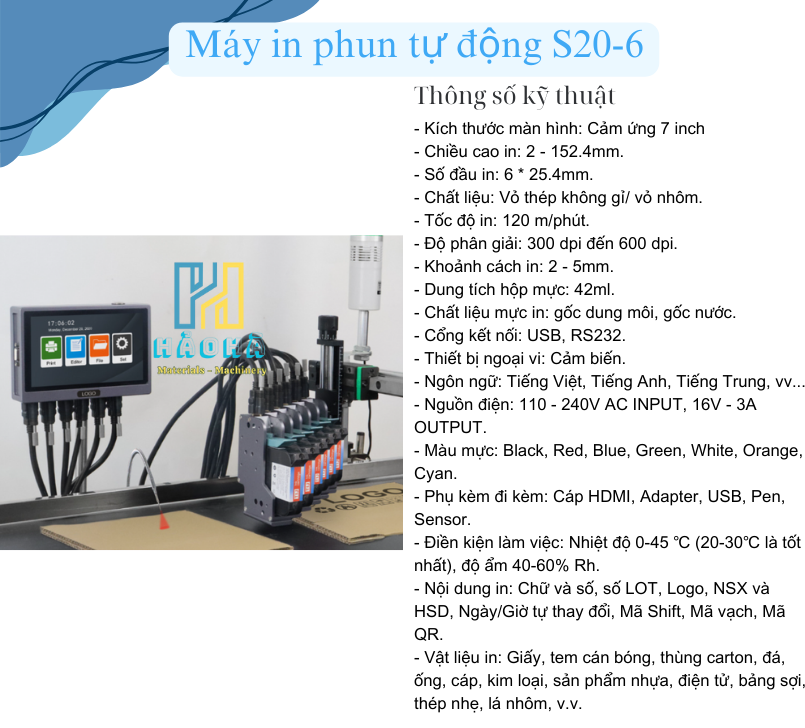 Máy in phun tự động S20-6
Thông số kỹ thuật
- Kích thước màn hình: Cảm ứng 7 inch
- Chiều cao in: 2 - 152.4mm.
- Số đầu in: 6 * 25.4mm.
- Chất liệu: Vỏ thép không gỉ/ vỏ nhôm.
- Tốc độ in: 120 m/phút.
- Độ phân giải: 300 dpi đến 600 dpi.
- Khoảnh cách in: 2 - 5mm.
- Dung tích hộp mực: 42ml.
- Chất liệu mực in: gốc dung môi, gốc nước.
- Cổng kết nối: USB, RS232.
- Thiết bị ngoại vi: Cảm biến.
- Ngôn ngữ: Tiếng Việt, Tiếng Anh, Tiếng Trung, vv...
- Nguồn điện: 110 - 240V AC INPUT, 16V - 3A
OUTPUT.
- Màu mực: Black, Red, Blue, Green, White, Orange,
Cyan.
- Phụ kèm đi kèm: Cáp HDMI, Adapter, USB, Pen,
Sensor.
- Điền kiện làm việc: Nhiệt độ 0-45 ℃ (20-30℃ là tốt
nhất), độ ẩm 40-60% Rh.
- Nội dung in: Chữ và số, số LOT, Logo, NSX và
HSD, Ngày/Giờ tự thay đổi, Mã Shift, Mã vạch, Mã
QR.
- Vật liệu in: Giấy, tem cán bóng, thùng carton, đá,
ống, cáp, kim loại, sản phẩm nhựa, điện tử, bảng sợi,
thép nhẹ, lá nhôm, v.v.
17:06:02
Print Editor File Set
LOGO
HẢOHÀ
Materials - Machinery
LOGO